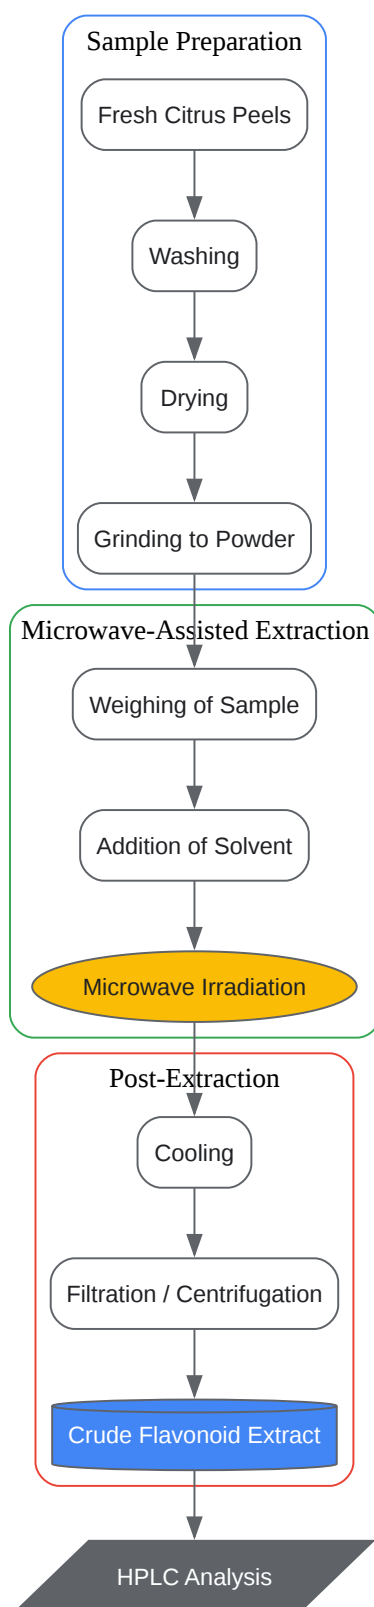 Sample Preparation
Fresh Citrus Peels
Washing
Drying
Grinding to Powder
Microwave-Assisted Extraction
Weighing of Sample
Addition of Solvent
Microwave Irradiation
Post-Extraction
Cooling
Filtration / Centrifugation
Crude Flavonoid Extract
HPLC Analysis